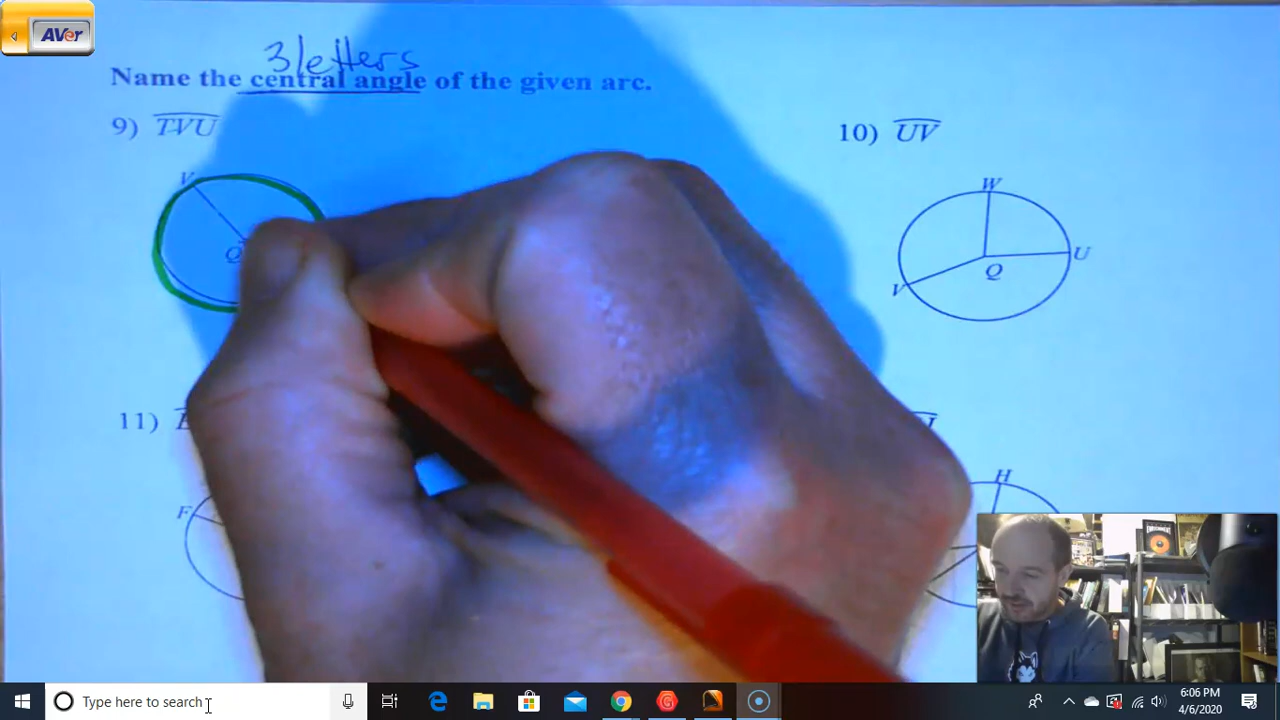 AVer
3 letters
Name the central angle of the given arc.
9) TVU
10) UV
V
Q
W
U
V
Q
11)
F
H
Type here to search
6:06 PM
4/6/2020